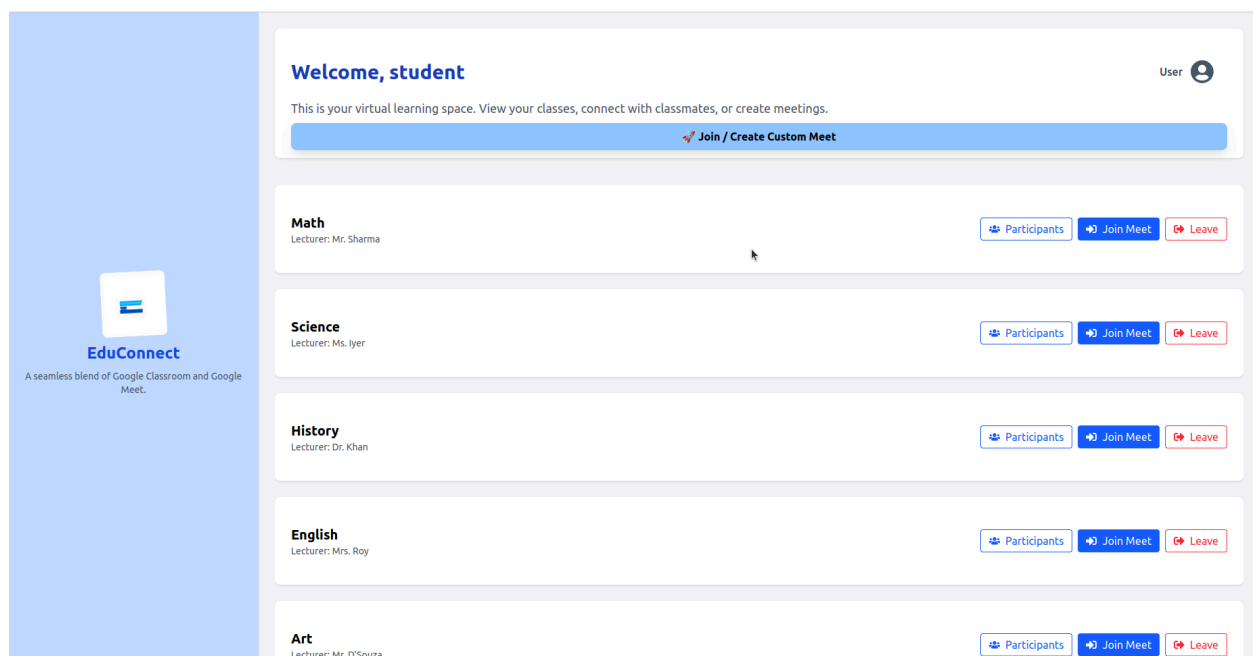 Welcome, student
User
This is your virtual learning space. View your classes, connect with classmates, or create meetings.
🚀 Join / Create Custom Meet
Math
Lecturer: Mr. Sharma
Participants
Join Meet
Leave
Science
Lecturer: Ms. Iyer
Participants
Join Meet
Leave
EduConnect
A seamless blend of Google Classroom and Google
Meet.
History
Lecturer: Dr. Khan
Participants
Join Meet
Leave
English
Lecturer: Mrs. Roy
Participants
Join Meet
Leave
Art
Lecturer: Mr. D'Souza
Participants
Join Meet
Leave